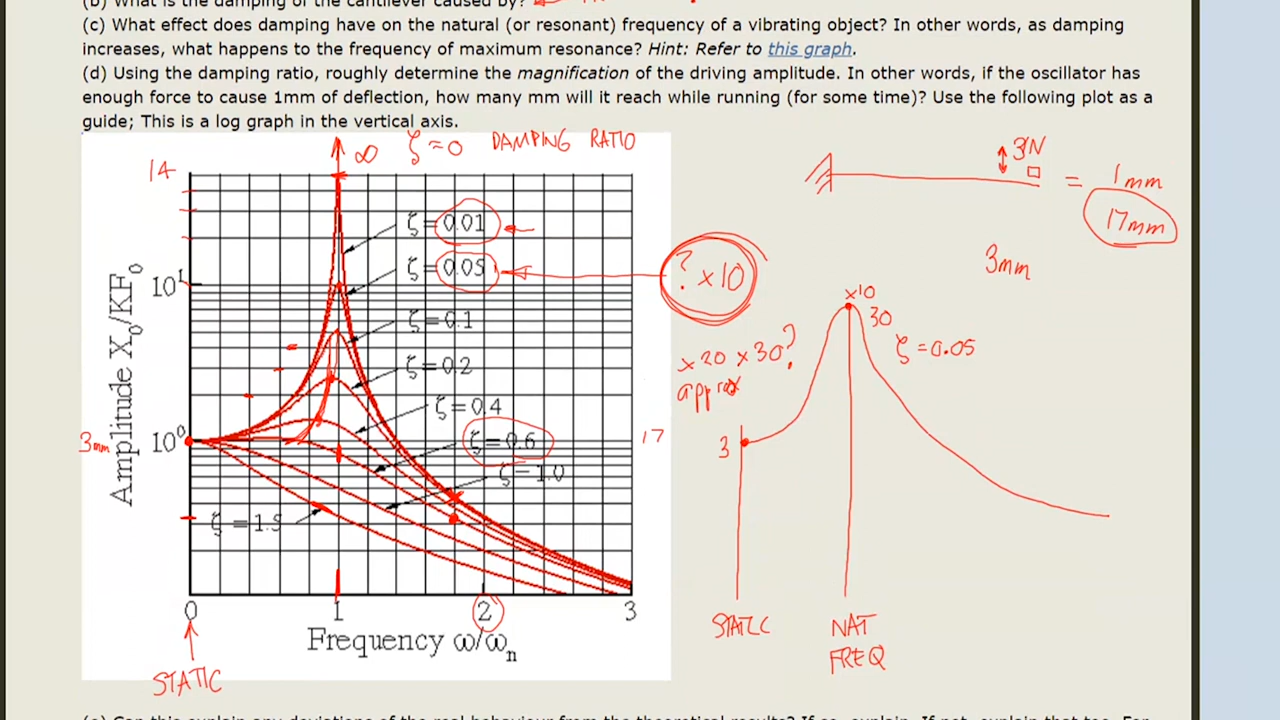 (b) What is the damping of the cantilever caused by?
(c) What effect does damping have on the natural (or resonant) frequency of a vibrating object? In other words, as damping
increases, what happens to the frequency of maximum resonance? Hint: Refer to this graph.
(d) Using the damping ratio, roughly determine the magnification of the driving amplitude. In other words, if the oscillator has
enough force to cause 1mm of deflection, how many mm will it reach while running (for some time)? Use the following plot as a
guide; This is a log graph in the vertical axis.
∞ ζ=0 DAMPING RATIO
14
3N
= 1mm
17mm
3mm
ζ=0.01
ζ=0.05
? x10
10¹
ζ=0.1
ζ=0.2
ζ=0.4
ζ=0.6
ζ=1.0
ζ=1.5
Amplitude X₀/KF₀
3mm 10⁰
17
x20 x30?
approx
x10
30
ζ=0.05
3
0 1 2 3
Frequency ω/ωₙ
STATIC
STATIC
NAT
FREQ
(e) Can this explain any deviations of the real behaviour from the theoretical results? If so, explain. If not, explain that too. For